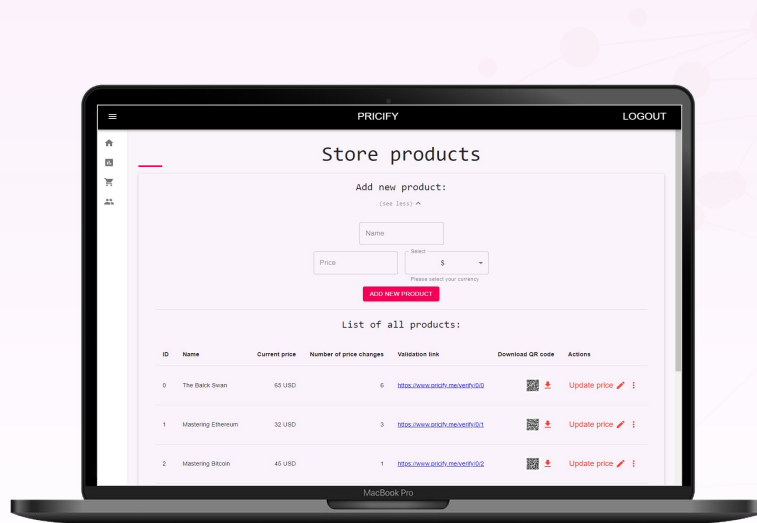 PRICIFY LOGOUT
Store products
Add new product:
(see less)
Name
Select
Price $
Please select your currency
ADD NEW PRODUCT
List of all products:
ID Name Current price Number of price changes Validation link Download QR code Actions
0 The Balck Swan 65 USD 6 https://www.pricify.me/verify/0/0 Update price
1 Mastering Ethereum 32 USD 3 https://www.pricify.me/verify/0/1 Update price
2 Mastering Bitcoin 45 USD 1 https://www.pricify.me/verify/0/2 Update price
MacBook Pro